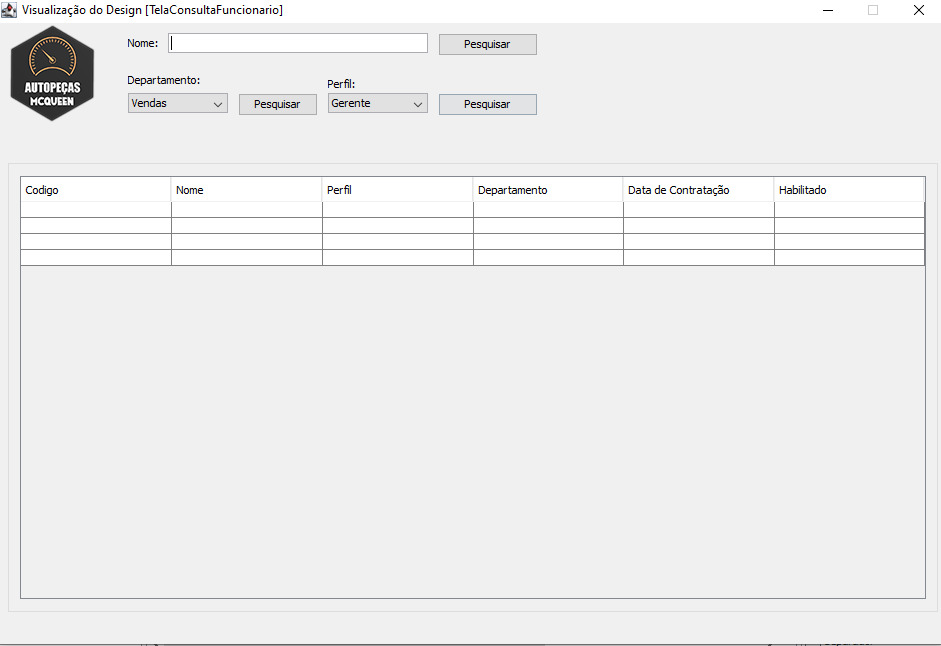 Visualização do Design [TelaConsultaFuncionario]
AUTOPEÇAS
MCQUEEN
Nome:
Pesquisar
Departamento:
Perfil:
Vendas
Pesquisar
Gerente
Pesquisar
Codigo Nome Perfil Departamento Data de Contratação Habilitado